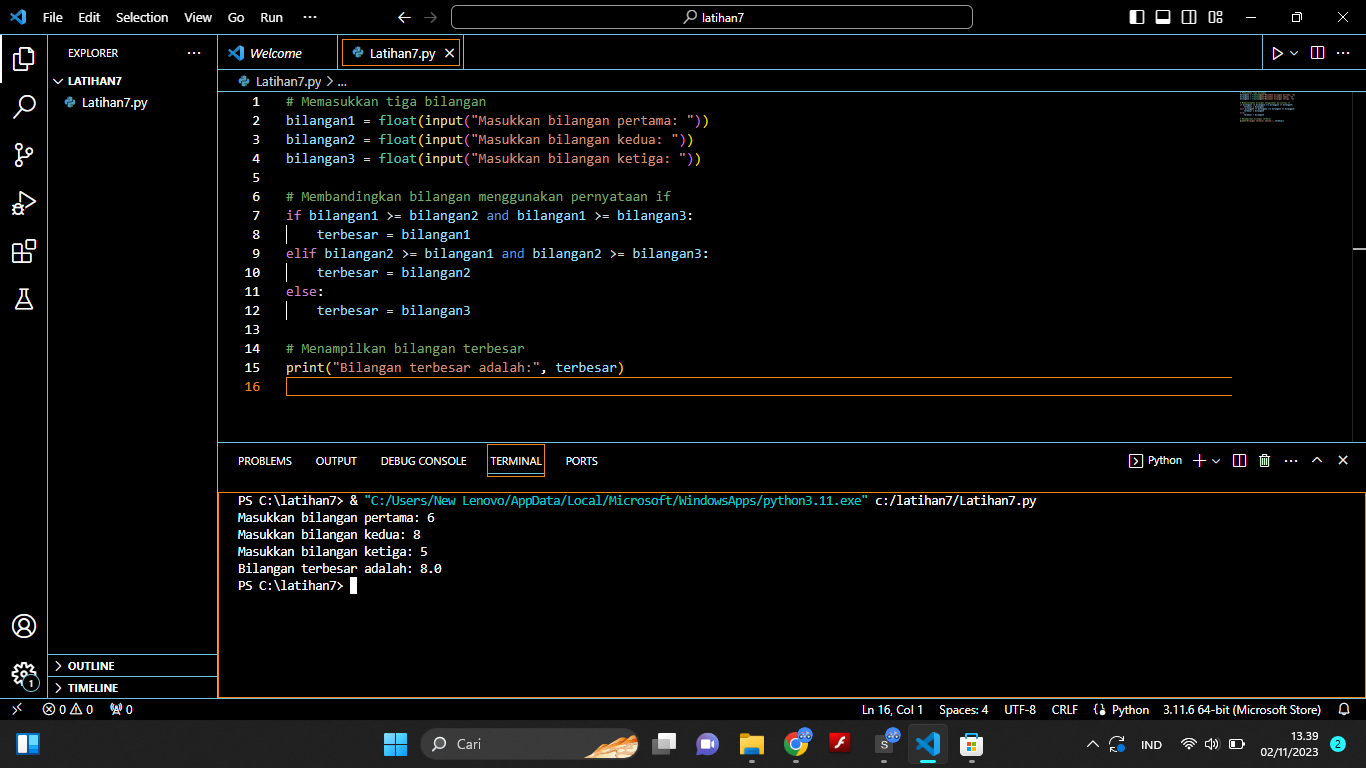 File Edit Selection View Go Run ··· latihan7
EXPLORER ···
LATIHAN7
Latihan7.py
OUTLINE
TIMELINE
1
Welcome Latihan7.py
Latihan7.py > ...
1 # Memasukkan tiga bilangan
2 bilangan1 = float(input("Masukkan bilangan pertama: "))
3 bilangan2 = float(input("Masukkan bilangan kedua: "))
4 bilangan3 = float(input("Masukkan bilangan ketiga: "))
5
6 # Membandingkan bilangan menggunakan pernyataan if
7 if bilangan1 >= bilangan2 and bilangan1 >= bilangan3:
8     terbesar = bilangan1
9 elif bilangan2 >= bilangan1 and bilangan2 >= bilangan3:
10     terbesar = bilangan2
11 else:
12     terbesar = bilangan3
13
14 # Menampilkan bilangan terbesar
15 print("Bilangan terbesar adalah:", terbesar)
16
PROBLEMS OUTPUT DEBUG CONSOLE TERMINAL PORTS Python
PS C:\latihan7> & "C:/Users/New Lenovo/AppData/Local/Microsoft/WindowsApps/python3.11.exe" c:/latihan7/Latihan7.py
Masukkan bilangan pertama: 6
Masukkan bilangan kedua: 8
Masukkan bilangan ketiga: 5
Bilangan terbesar adalah: 8.0
PS C:\latihan7>
0 0 0 Ln 16, Col 1 Spaces: 4 UTF-8 CRLF Python 3.11.6 64-bit (Microsoft Store)
Cari S IND 13.39
02/11/2023 2